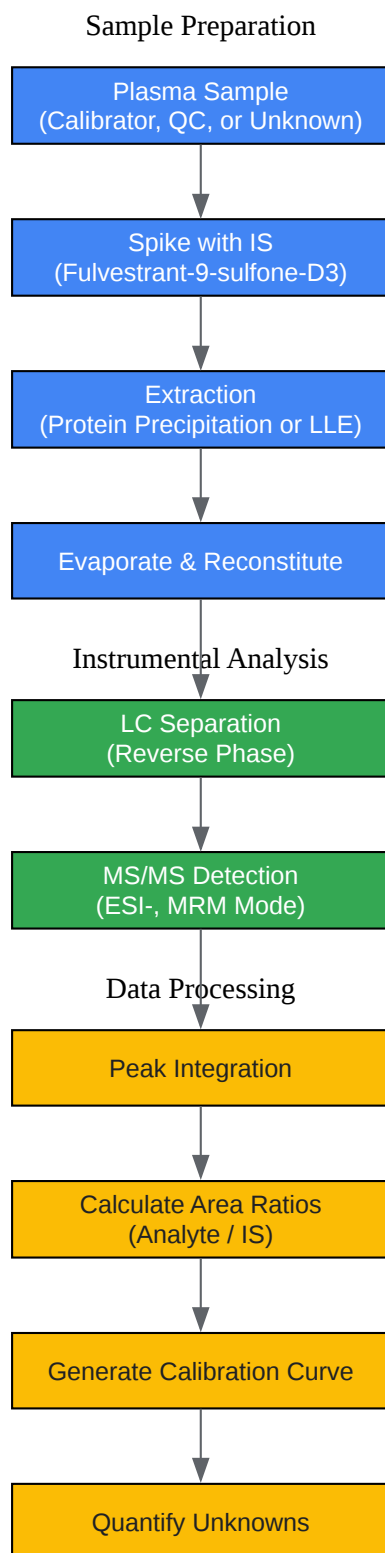 Sample Preparation
Plasma Sample
(Calibrator, QC, or Unknown)
Spike with IS
(Fulvestrant-9-sulfone-D3)
Extraction
(Protein Precipitation or LLE)
Evaporate & Reconstitute
Instrumental Analysis
LC Separation
(Reverse Phase)
MS/MS Detection
(ESI-, MRM Mode)
Data Processing
Peak Integration
Calculate Area Ratios
(Analyte / IS)
Generate Calibration Curve
Quantify Unknowns